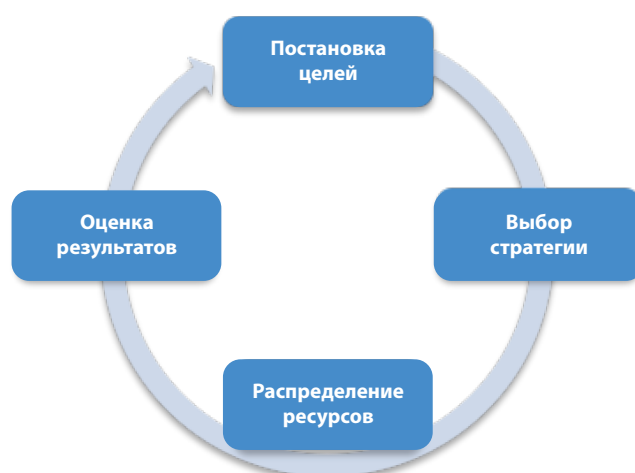 Постановка
целей
Выбор
стратегии
Распределение
ресурсов
Оценка
результатов